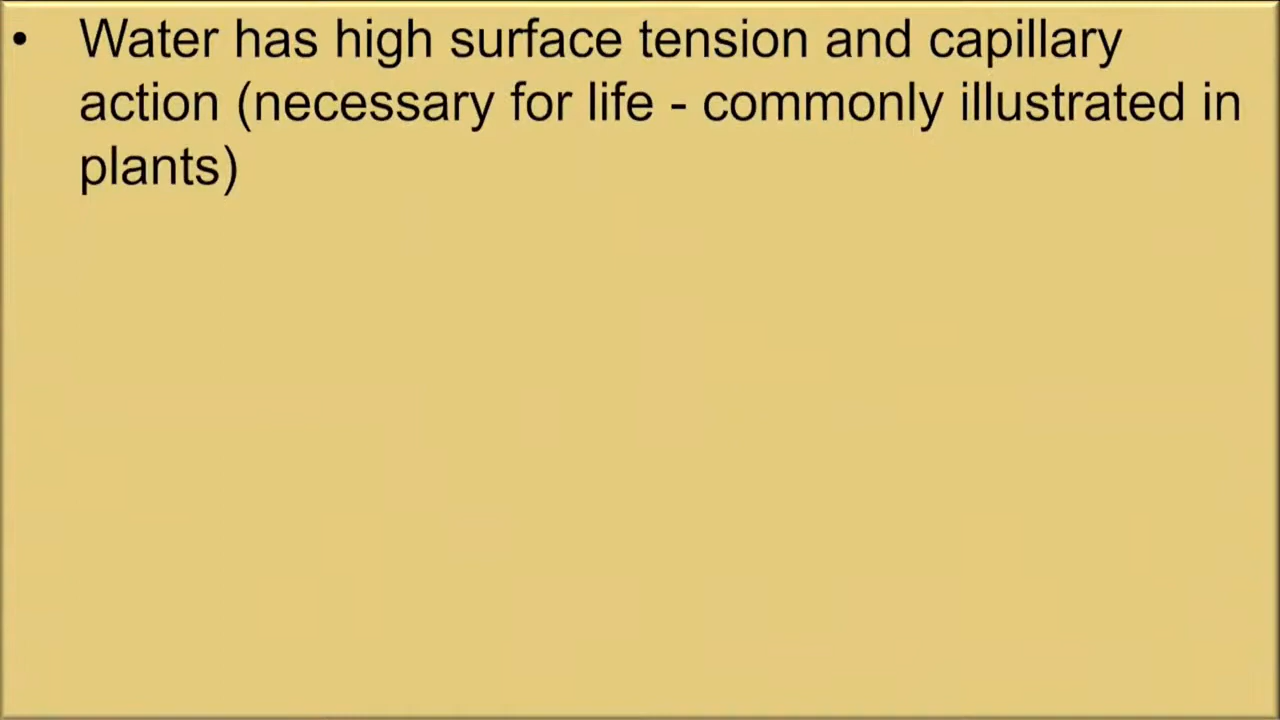 • Water has high surface tension and capillary
action (necessary for life - commonly illustrated in
plants)